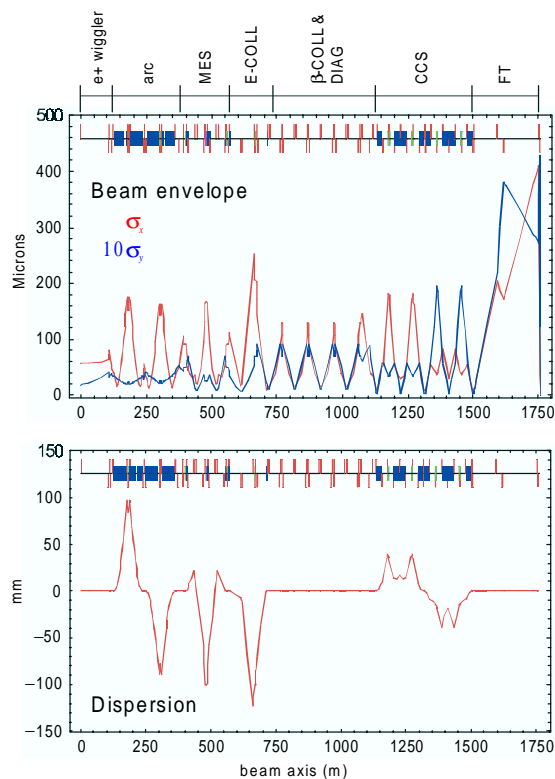 e+ wiggler
arc
MES
E-COLL
β-COLL &
DIAG
CCS
FT
500
400
300
200
100
0
Microns
Beam envelope
σx
10σy
0 250 500 750 1000 1250 1500 1750
150
100
50
0
−50
−100
−150
mm
Dispersion
0 250 500 750 1000 1250 1500 1750
beam axis (m)